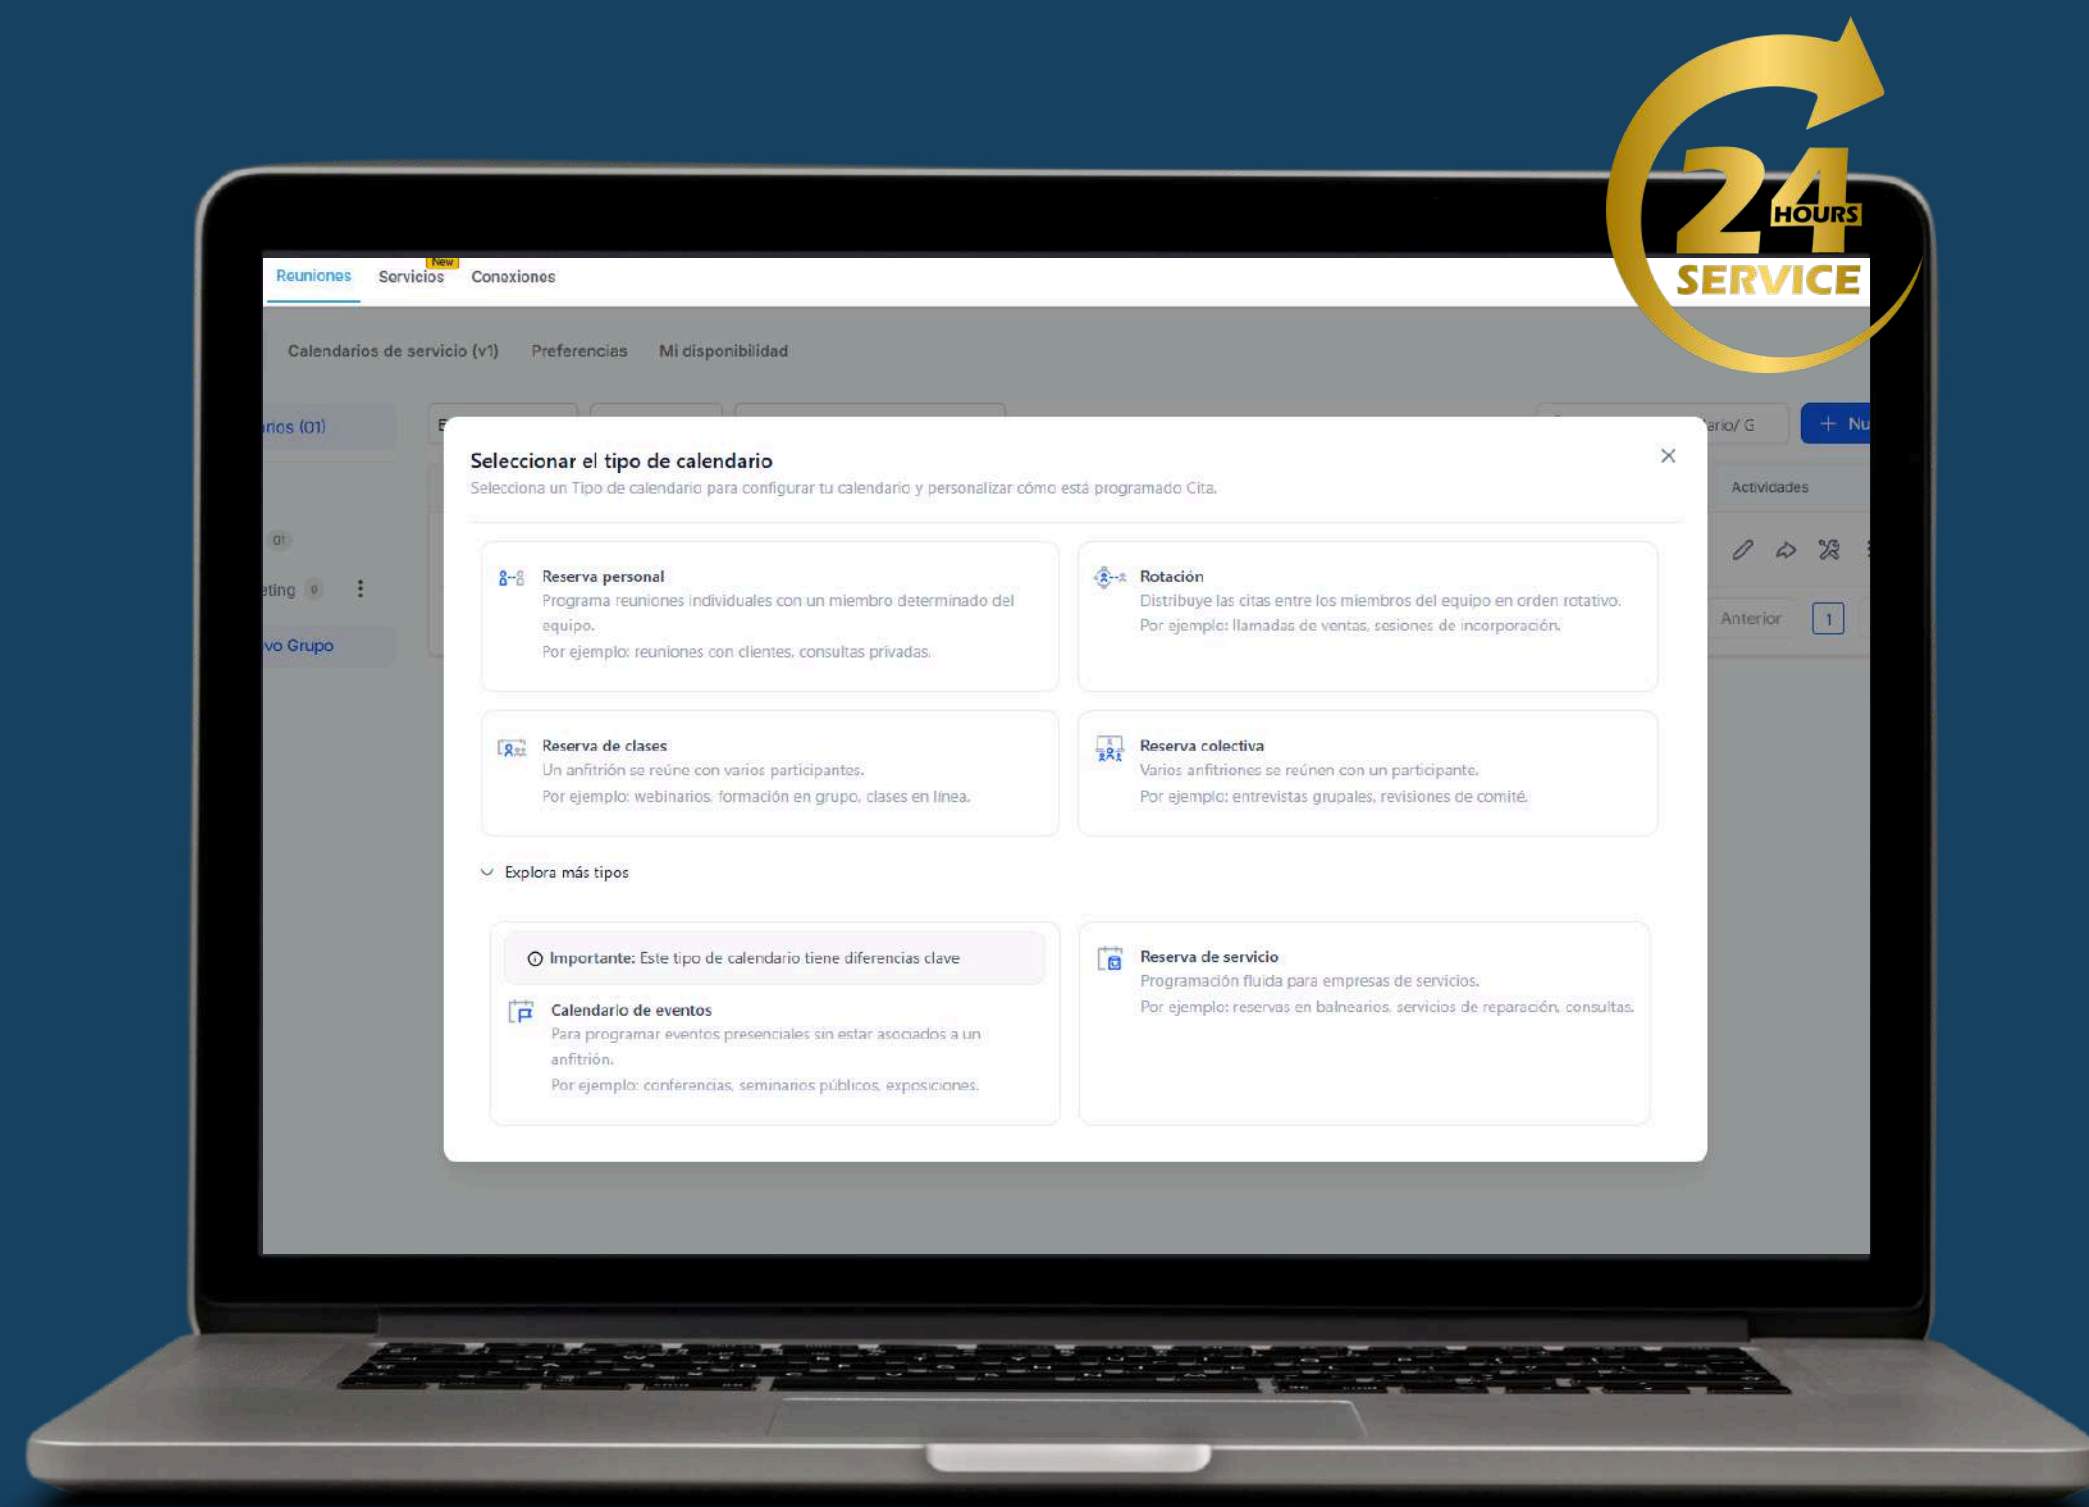 24
HOURS
SERVICE
New
Reuniones Servicios Conexiones
Calendarios de servicio (v1) Preferencias Mi disponibilidad
rios (01)
ario/ G
+ Nu
Seleccionar el tipo de calendario
Selecciona un Tipo de calendario para configurar tu calendario y personalizar cómo está programado Cita.
Actividades
01
Reserva personal
Programa reuniones individuales con un miembro determinado del
equipo.
Por ejemplo: reuniones con clientes, consultas privadas.
Rotación
Distribuye las citas entre los miembros del equipo en orden rotativo.
Por ejemplo: llamadas de ventas, sesiones de incorporación.
eting 0
vo Grupo
Anterior 1
Reserva de clases
Un anfitrión se reúne con varios participantes.
Por ejemplo: webinarios, formación en grupo, clases en línea.
Reserva colectiva
Varios anfitriones se reúnen con un participante.
Por ejemplo: entrevistas grupales, revisiones de comité.
Explora más tipos
Importante: Este tipo de calendario tiene diferencias clave
Calendario de eventos
Para programar eventos presenciales sin estar asociados a un
anfitrión.
Por ejemplo: conferencias, seminarios públicos, exposiciones.
Reserva de servicio
Programación fluida para empresas de servicios.
Por ejemplo: reservas en balnearios, servicios de reparación, consultas.